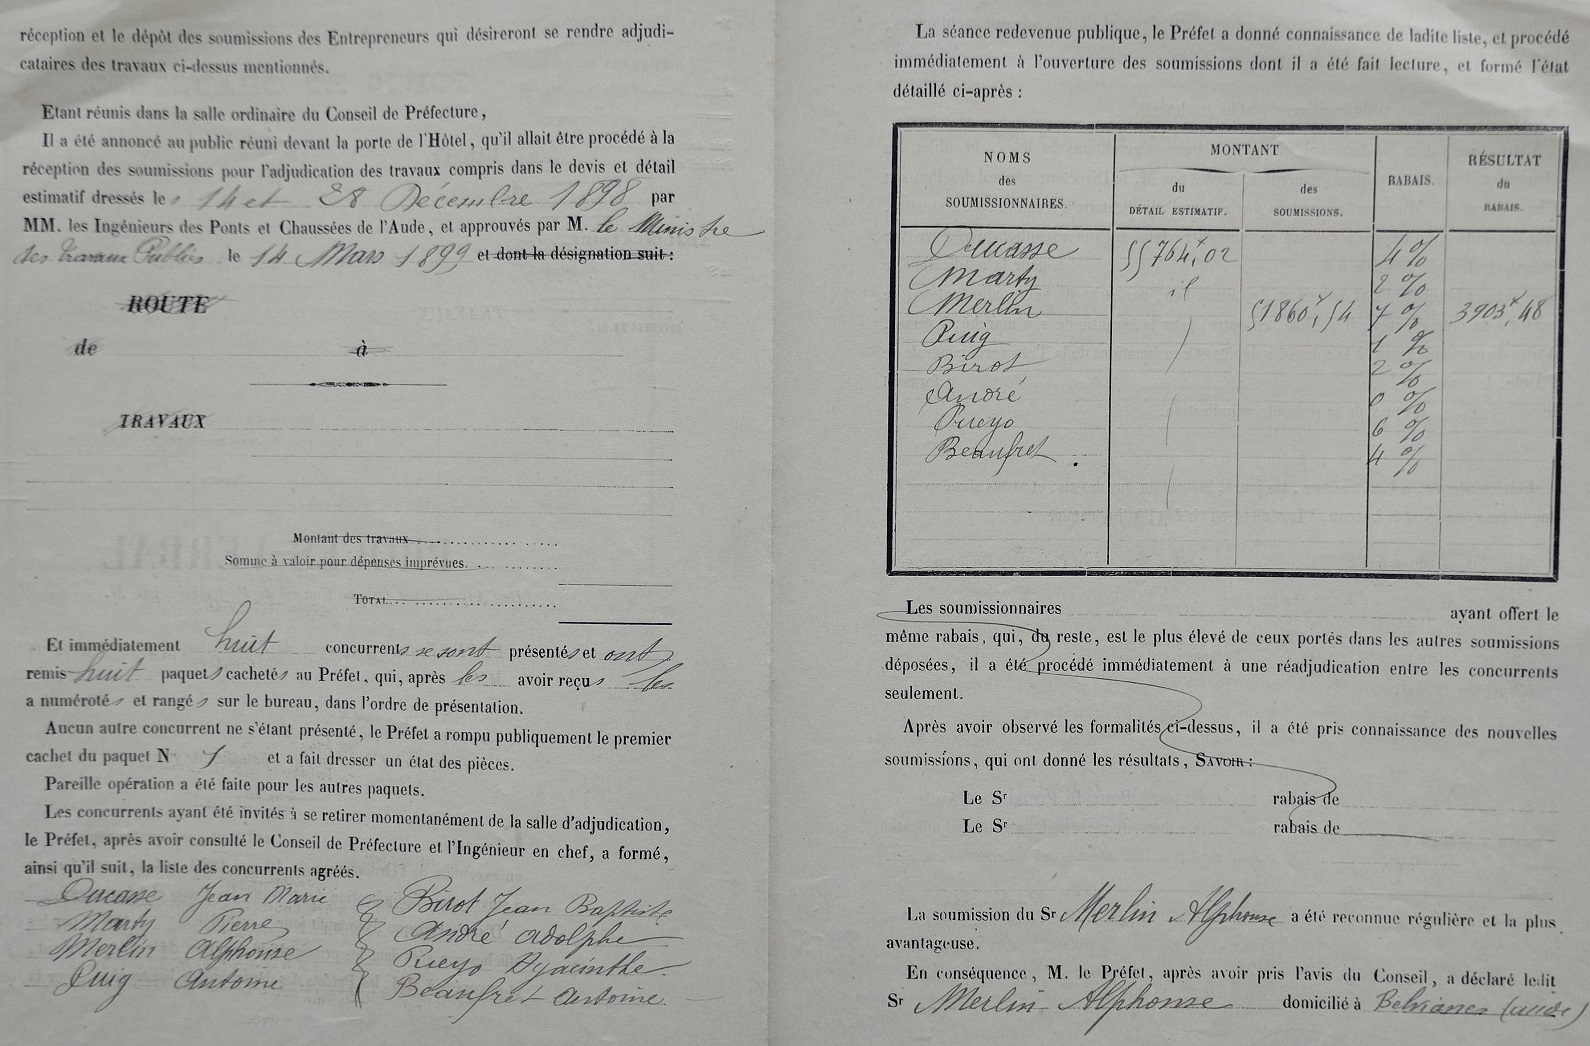 réception et le dépôt des soumissions des Entrepreneurs qui désireront se rendre adjudi-
cataires des travaux ci-dessus mentionnés.
Etant réunis dans la salle ordinaire du Conseil de Préfecture,
Il a été annoncé au public réuni devant la porte de l'Hôtel, qu'il allait être procédé à la
réception des soumissions pour l'adjudication des travaux compris dans le devis et détail
estimatif dressés les 14 et 28 Décembre 1898 par
MM. les Ingénieurs des Ponts et Chaussées de l'Aude, et approuvés par M. le Ministre
des Travaux Publics le 14 Mars 1899 et dont la désignation suit :
ROUTE
de à
TRAVAUX
Montant des travaux
Somme à valoir pour dépenses imprévues.
TOTAL
Et immédiatement huit concurrents se sont présentés et ont
remis huit paquets cachetés au Préfet, qui, après les avoir reçus les
a numérotés et rangés sur le bureau, dans l'ordre de présentation.
Aucun autre concurrent ne s'étant présenté, le Préfet a rompu publiquement le premier
cachet du paquet N° 1 et a fait dresser un état des pièces.
Pareille opération a été faite pour les autres paquets.
Les concurrents ayant été invités à se retirer momentanément de la salle d'adjudication,
le Préfet, après avoir consulté le Conseil de Préfecture et l'Ingénieur en chef, a formé,
ainsi qu'il suit, la liste des concurrents agréés.
Ducasse Jean Marie Birot Jean Baptiste
Marty Pierre André Adolphe
Merlin Alphonse Pueyo Hyacinthe
Puig Antoine Beaufret Antoine.
La séance redevenue publique, le Préfet a donné connaissance de ladite liste, et procédé
immédiatement à l'ouverture des soumissions dont il a été fait lecture, et formé l'état
détaillé ci-après :
NOMS des SOUMISSIONNAIRES. MONTANT du DÉTAIL ESTIMATIF. des SOUMISSIONS. RABAIS. RÉSULTAT du RABAIS.
Ducasse 55764f,02 4 %
Marty id 2 %
Merlin 51860f,54 7 % 3903f,48
Puig 1 %
Birot 2 %
André %
Pueyo 6 %
Beaufret 4 %
Les soumissionnaires ayant offert le
même rabais, qui, du reste, est le plus élevé de ceux portés dans les autres soumissions
déposées, il a été procédé immédiatement à une réadjudication entre les concurrents
seulement.
Après avoir observé les formalités ci-dessus, il a été pris connaissance des nouvelles
soumissions, qui ont donné les résultats, SAVOIR :
Le Sr rabais de
Le Sr rabais de
La soumission du Sr Merlin Alphonse a été reconnue régulière et la plus
avantageuse.
En conséquence, M. le Préfet, après avoir pris l'avis du Conseil, a déclaré ledit
Sr Merlin Alphonse domicilié à Belvianes (Aude)